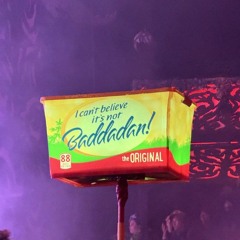 I can't believe
it's not
Baddadan!
88
the ORIGINAL